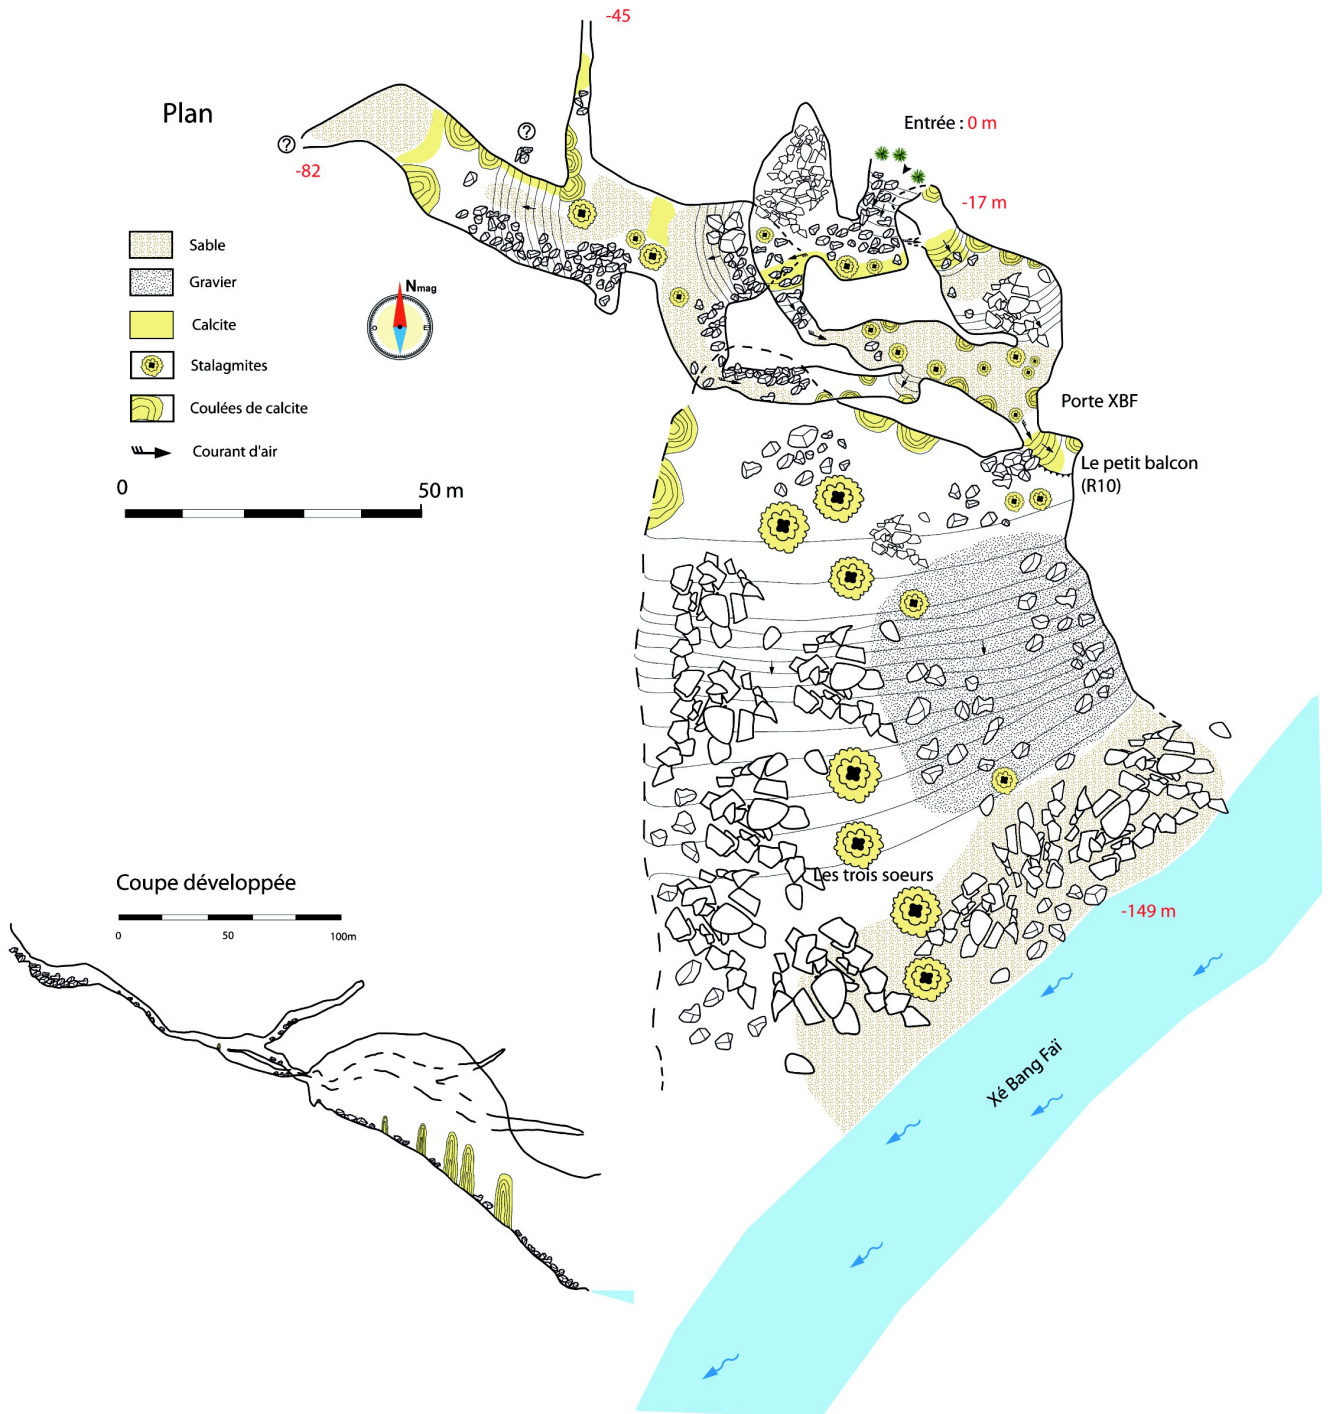 -45
Plan
Entrée : 0 m
?
?
-82
-17 m
Sable
Gravier
Calcite
Stalagmites
Coulées de calcite
Courant d'air
Nmag
O
E
0
50 m
Porte XBF
Le petit balcon
(R10)
Les trois soeurs
Coupe développée
0
50
100m
-149 m
Xé Bang Faï